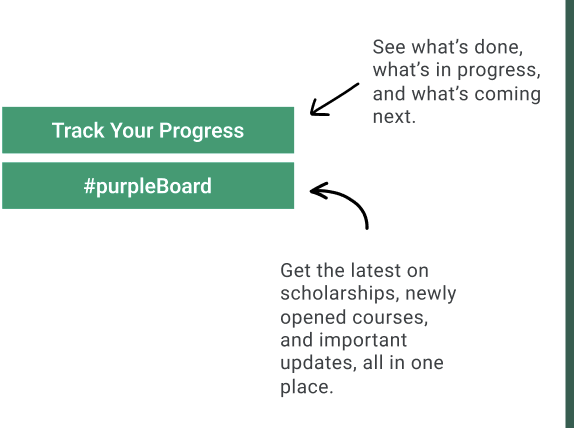 See what’s done,
what’s in progress,
and what’s coming
next.
Track Your Progress
#purpleBoard
Get the latest on
scholarships, newly
opened courses,
and important
updates, all in one
place.